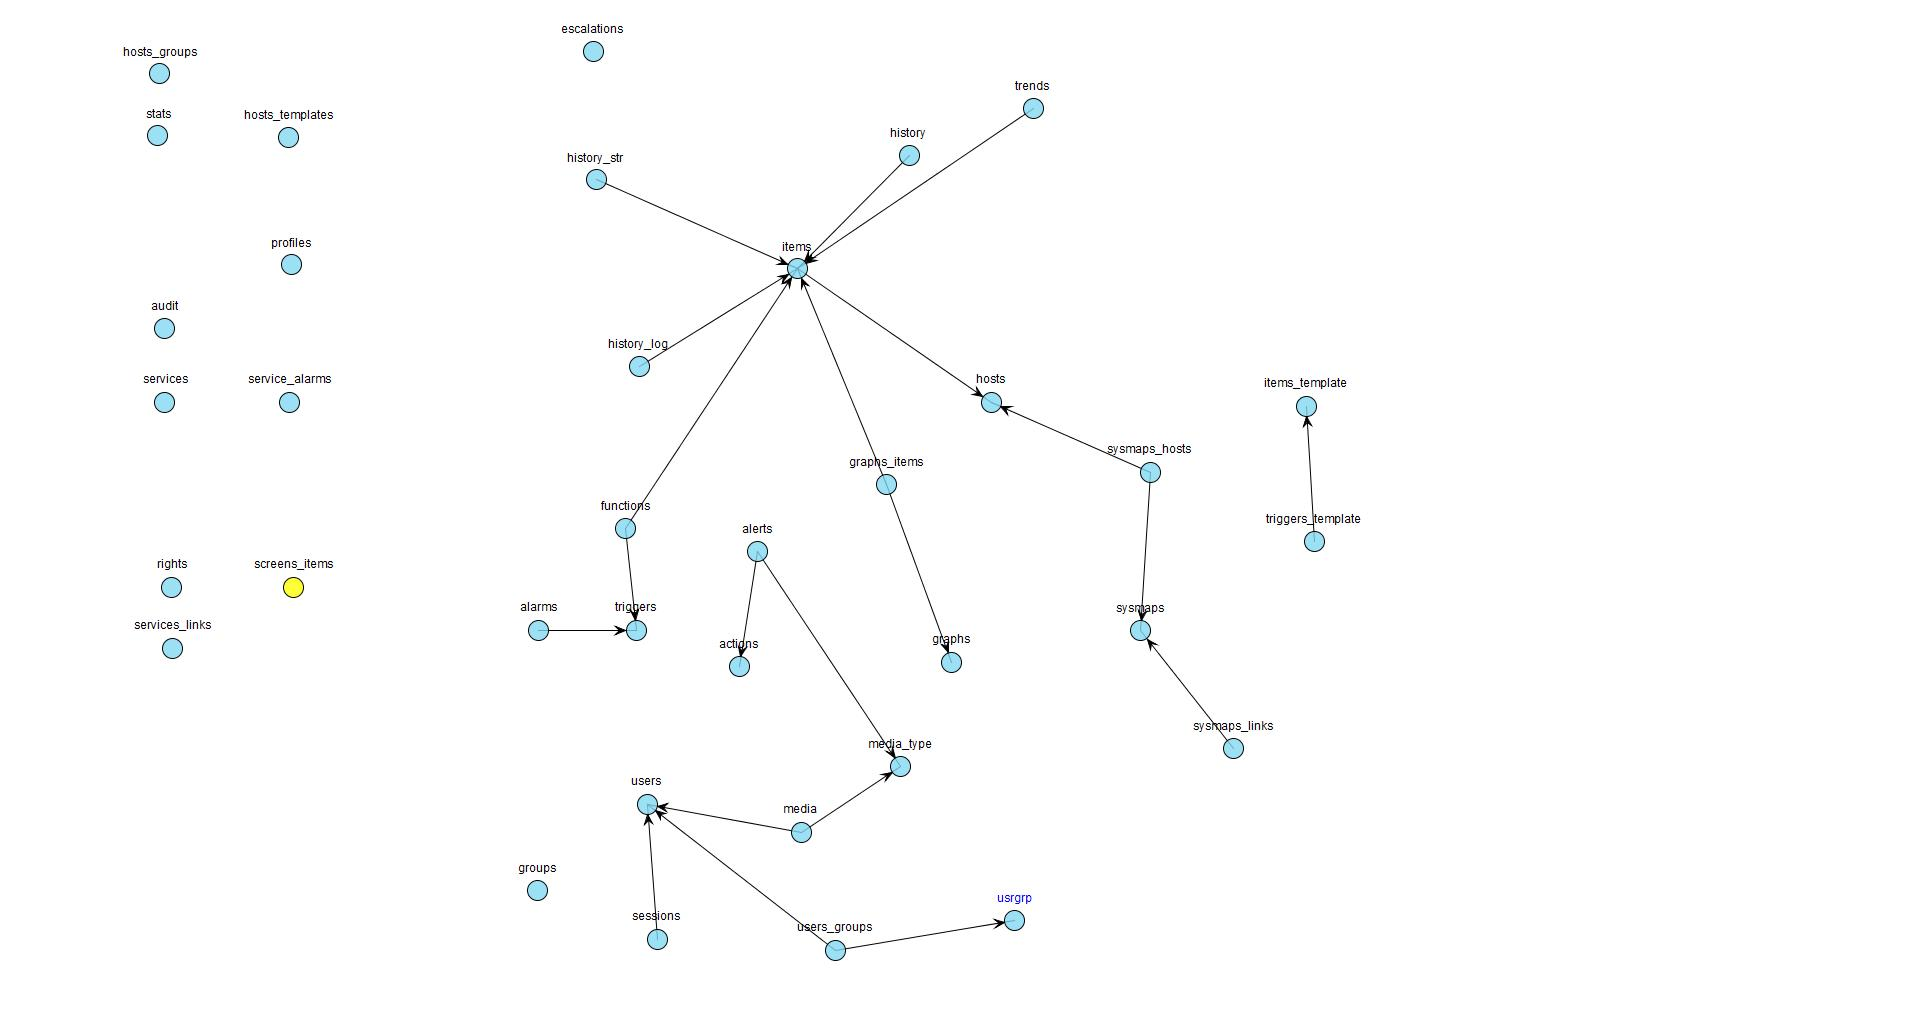 escalations
hosts_groups
trends
stats
hosts_templates
history
history_str
profiles
items
audit
history_log
services
service_alarms
hosts
items_template
sysmaps_hosts
graphs_items
functions
triggers_template
alerts
rights
screens_items
alarms
triggers
sysmaps
services_links
graphs
actions
sysmaps_links
media_type
users
media
groups
usrgrp
sessions
users_groups